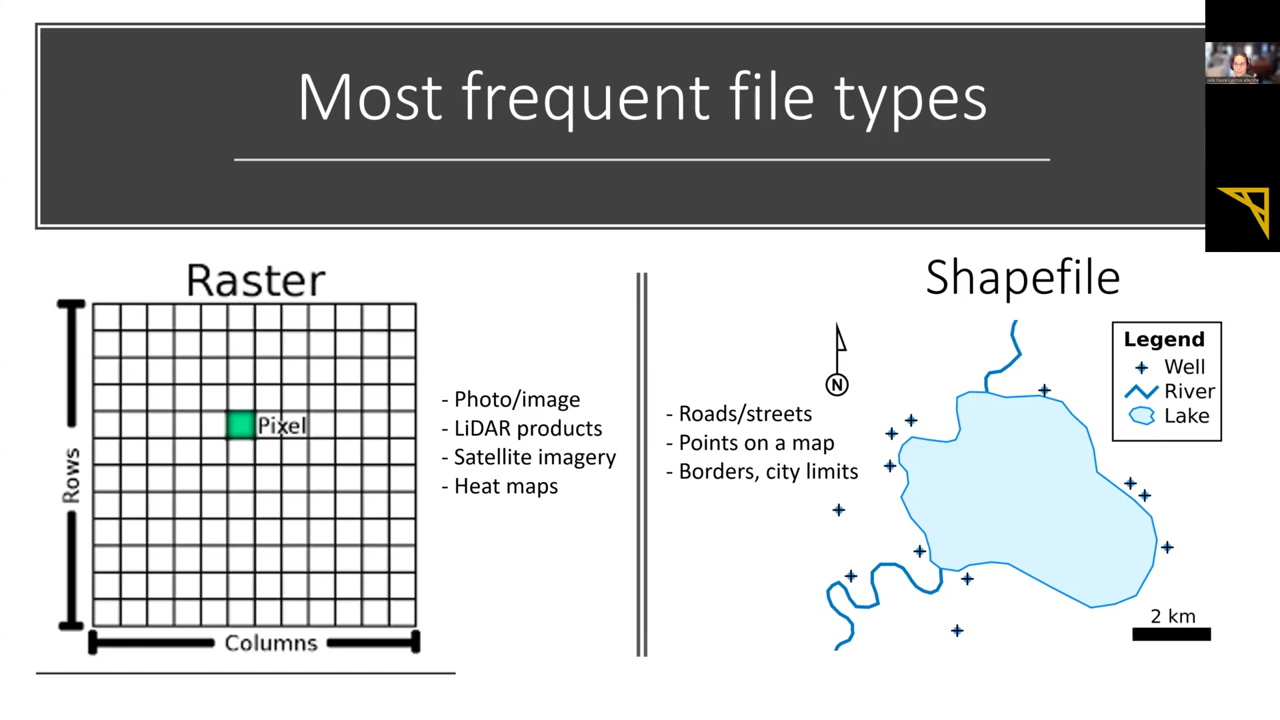 Most frequent file types
Raster
Rows
Pixel
Columns
- Photo/image
- LiDAR products
- Satellite imagery
- Heat maps
Shapefile
- Roads/streets
- Points on a map
- Borders, city limits
N
Legend
Well
River
Lake
2 km